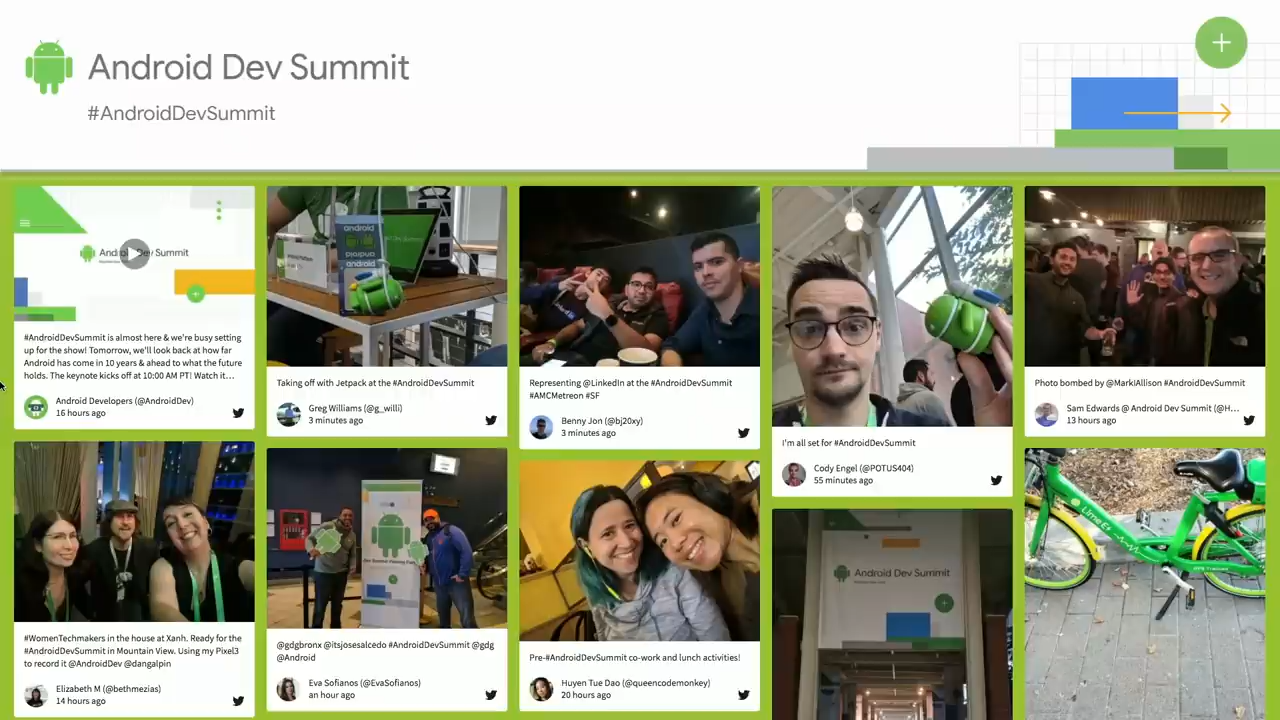 Android Dev Summit
#AndroidDevSummit
#AndroidDevSummit is almost here & we're busy setting
up for the show! Tomorrow, we'll look back at how far
Android has come in 10 years & ahead to what the future
holds. The keynote kicks off at 10:00 AM PT! Watch it…
Android Developers (@AndroidDev)
16 hours ago
android
android
Taking off with Jetpack at the #AndroidDevSummit
Greg Williams (@g_willi)
3 minutes ago
Representing @LinkedIn at the #AndroidDevSummit
#AMCMetreon #SF
Benny Jon (@bj20xy)
3 minutes ago
I'm all set for #AndroidDevSummit
Cody Engel (@POTUS404)
55 minutes ago
Photo bombed by @MarkIAllison #AndroidDevSummit
Sam Edwards @ Android Dev Summit (@H…
13 hours ago
#WomenTechmakers in the house at Xanh. Ready for the
#AndroidDevSummit in Mountain View. Using my Pixel3
to record it @AndroidDev @dangalpin
Elizabeth M (@bethmezias)
14 hours ago
@gdgbronx @itsjosesalcedo #AndroidDevSummit @gdg
@Android
Eva Sofianos (@EvaSofianos)
an hour ago
Pre-#AndroidDevSummit co-work and lunch activities!
Huyen Tue Dao (@queencodemonkey)
20 hours ago
Android Dev Summit
Lime